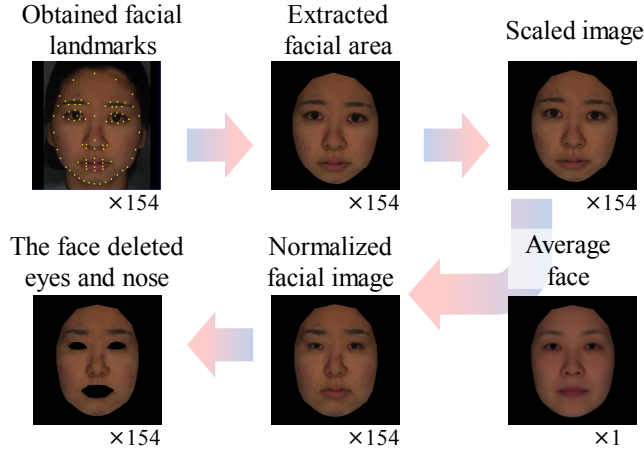 Obtained facial
landmarks
×154
Extracted
facial area
×154
Scaled image
×154
Average
face
×1
Normalized
facial image
×154
The face deleted
eyes and nose
×154